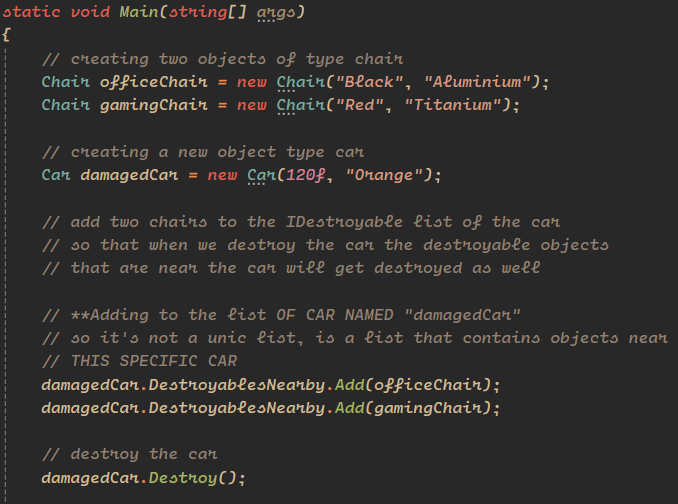 static void Main(string[] args)
{
// creating two objects of type chair
Chair officeChair = new Chair("Black", "Aluminium");
Chair gamingChair = new Chair("Red", "Titanium");
// creating a new object type car
Car damagedCar = new Car(120f, "Orange");
// add two chairs to the IDestroyable list of the car
// so that when we destroy the car the destroyable objects
// that are near the car will get destroyed as well
// **Adding to the list OF CAR NAMED "damagedCar"
// so it's not a unic list, is a list that contains objects near
// THIS SPECIFIC CAR
damagedCar.DestroyablesNearby.Add(officeChair);
damagedCar.DestroyablesNearby.Add(gamingChair);
// destroy the car
damagedCar.Destroy();